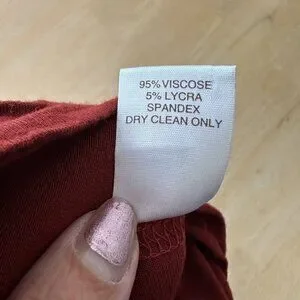 95% VISCOSE
5% LYCRA
SPANDEX
DRY CLEAN ONLY